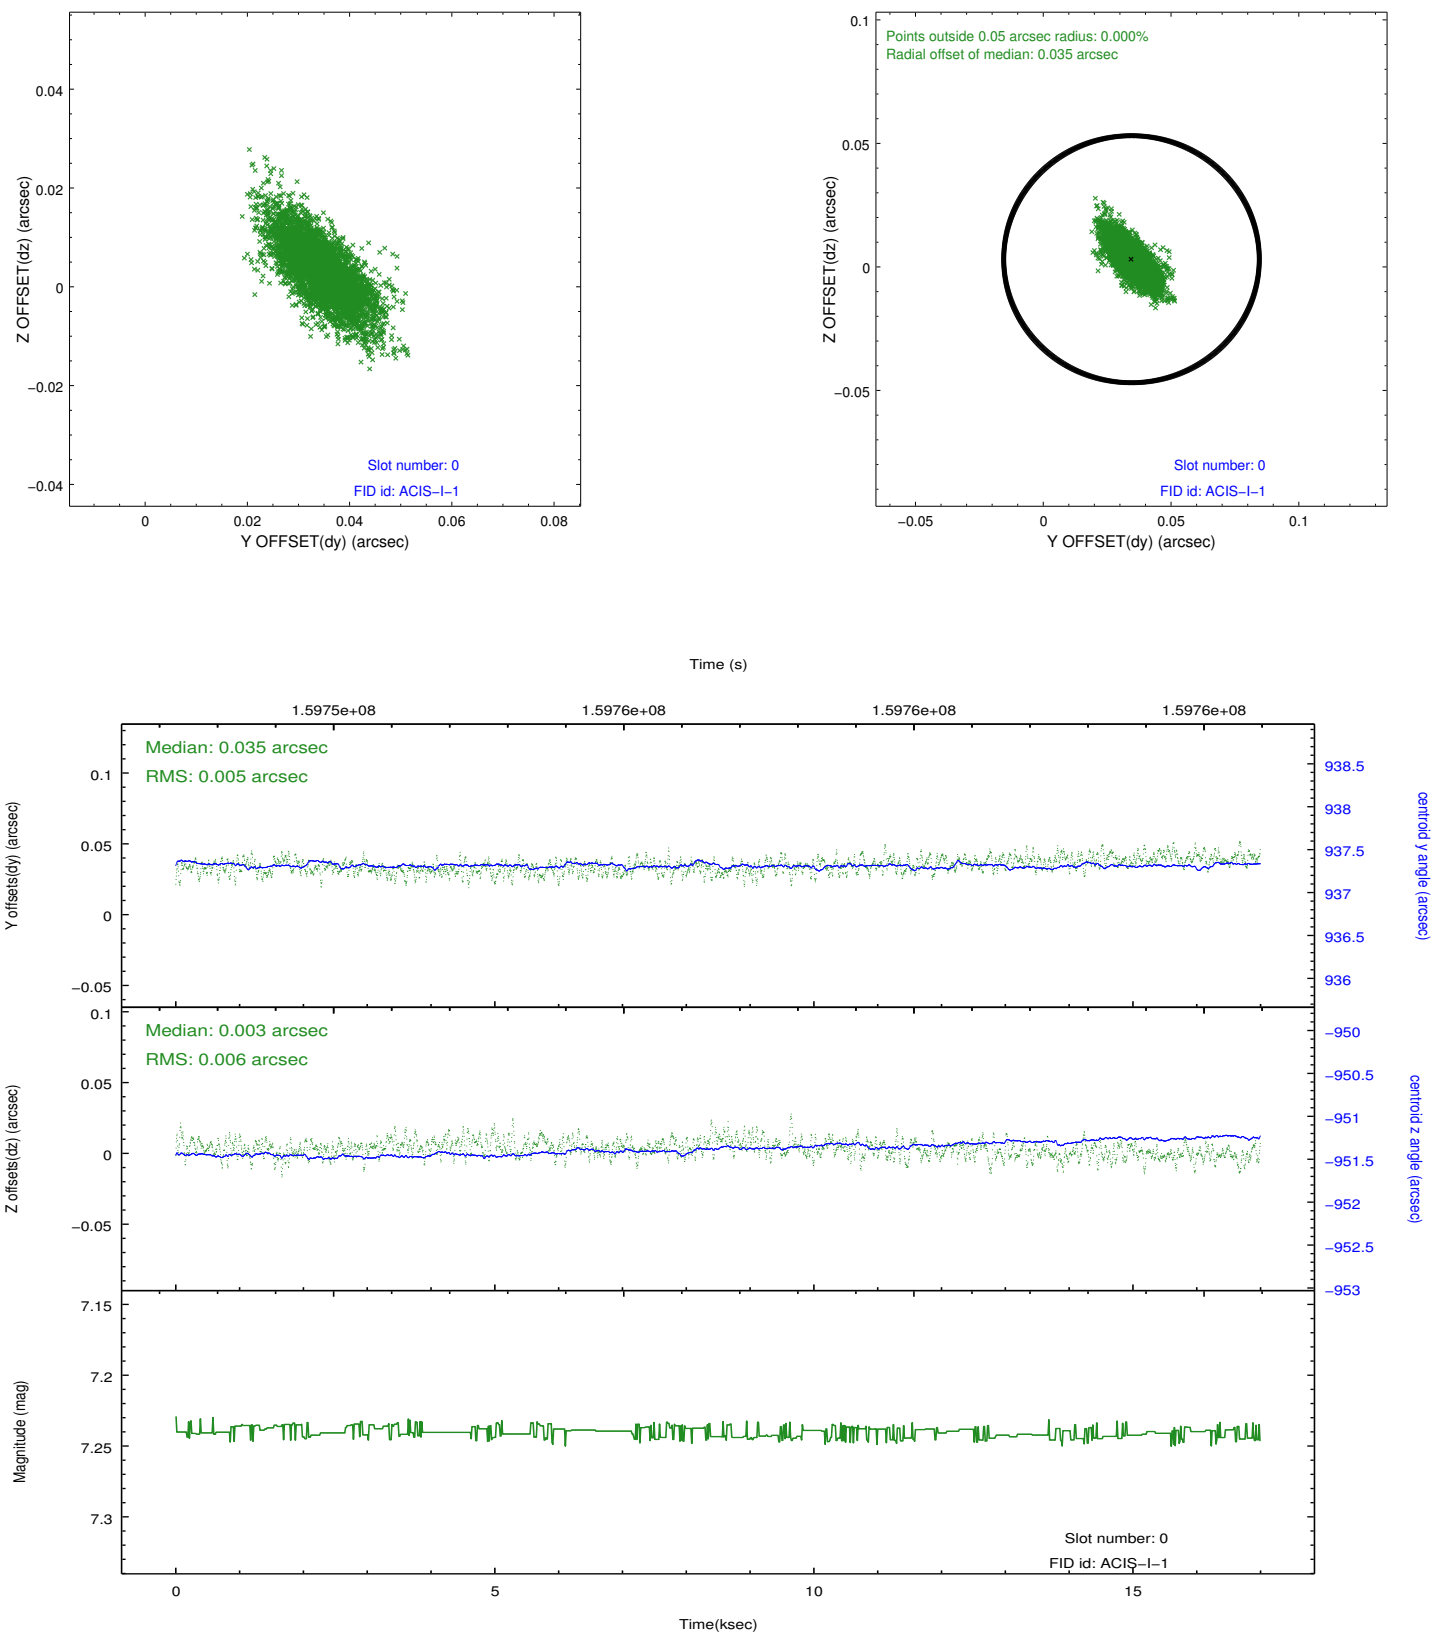 0.04
0.02
0
−0.02
−0.04
Z OFFSET(dz) (arcsec)
Slot number: 0
FID id: ACIS−I−1
0
0.02
0.04
0.06
0.08
Y OFFSET(dy) (arcsec)
0.1
0.05
0
−0.05
Z OFFSET(dz) (arcsec)
Points outside 0.05 arcsec radius: 0.000%
Radial offset of median: 0.035 arcsec
Slot number: 0
FID id: ACIS−I−1
−0.05
0
0.05
0.1
Y OFFSET(dy) (arcsec)
Time (s)
1.5975e+08
1.5976e+08
1.5976e+08
1.5976e+08
Median: 0.035 arcsec
RMS: 0.005 arcsec
0.1
0.05
0
−0.05
Y offsets(dy) (arcsec)
938.5
938
937.5
937
936.5
936
centroid y angle (arcsec)
Median: 0.003 arcsec
RMS: 0.006 arcsec
0.1
0.05
0
−0.05
Z offsets(dz) (arcsec)
−950
−950.5
−951
−951.5
−952
−952.5
−953
centroid z angle (arcsec)
7.15
7.2
7.25
7.3
Magnitude (mag)
Slot number: 0
FID id: ACIS−I−1
0
5
10
15
Time(ksec)